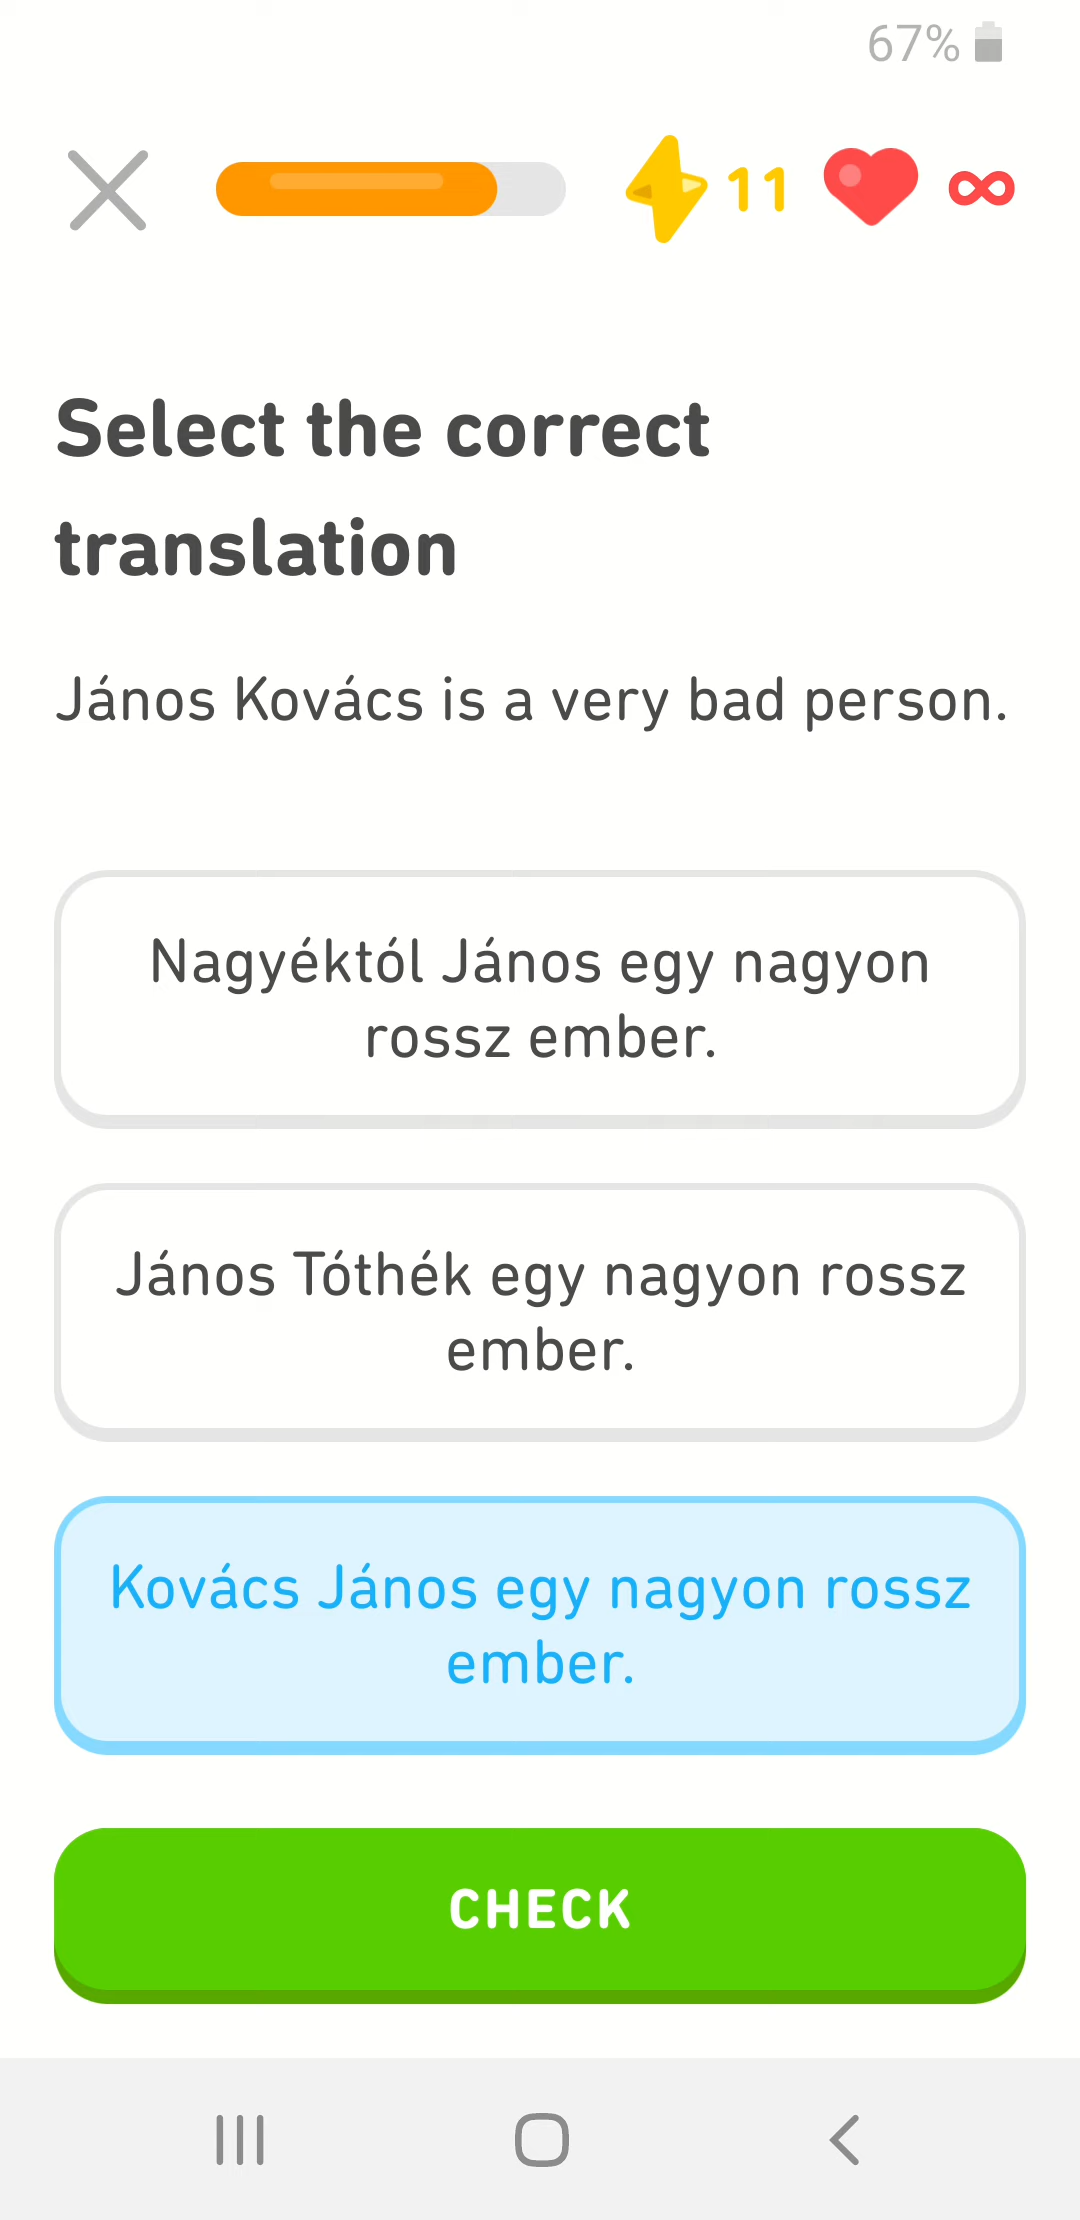 67%
11
Select the correct
translation
János Kovács is a very bad person.
Nagyéktól János egy nagyon
rossz ember.
János Tóthék egy nagyon rossz
ember.
Kovács János egy nagyon rossz
ember.
CHECK